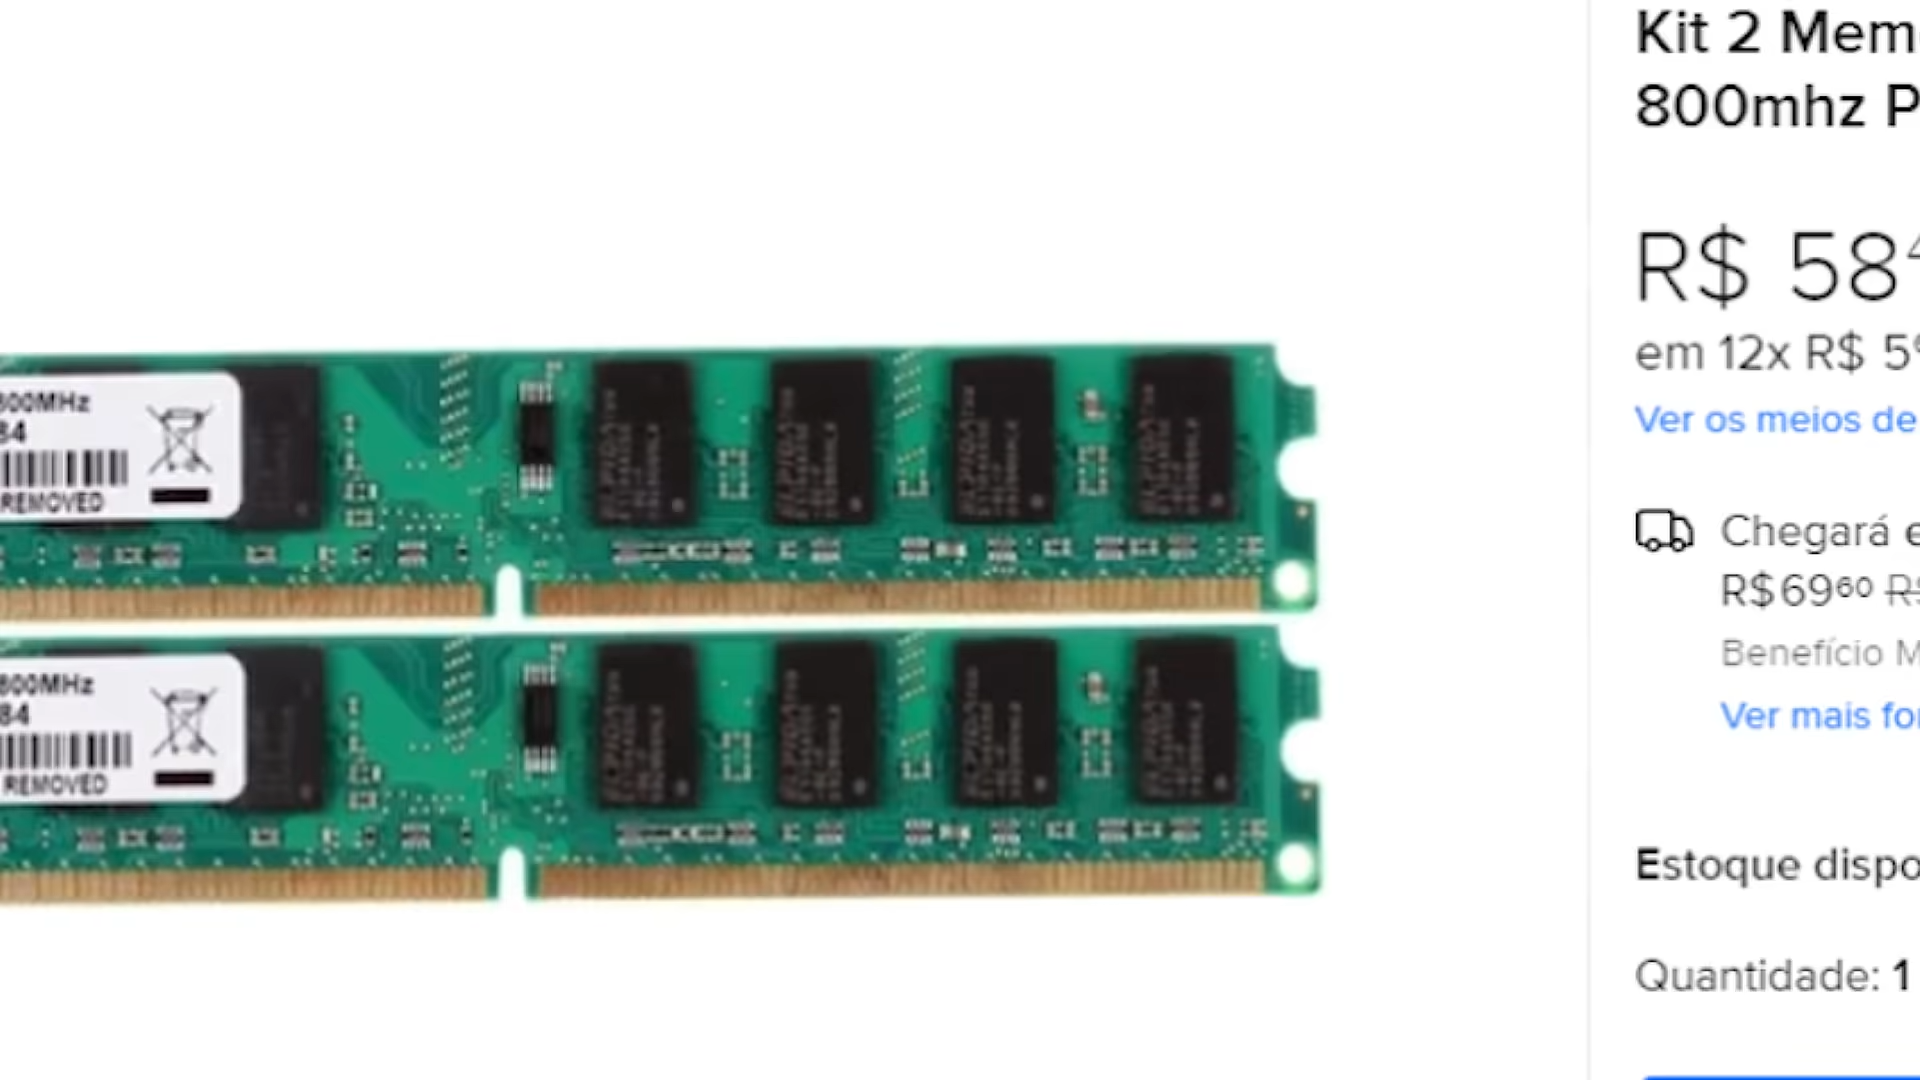 Kit 2 Mem
800mhz P
R$ 58
em 12x R$ 5
Ver os meios de
Chegará e
R$69 60 R$
Benefício M
Ver mais fo
Estoque dispo
Quantidade: 1
800MHz
84
REMOVED
800MHz
84
REMOVED